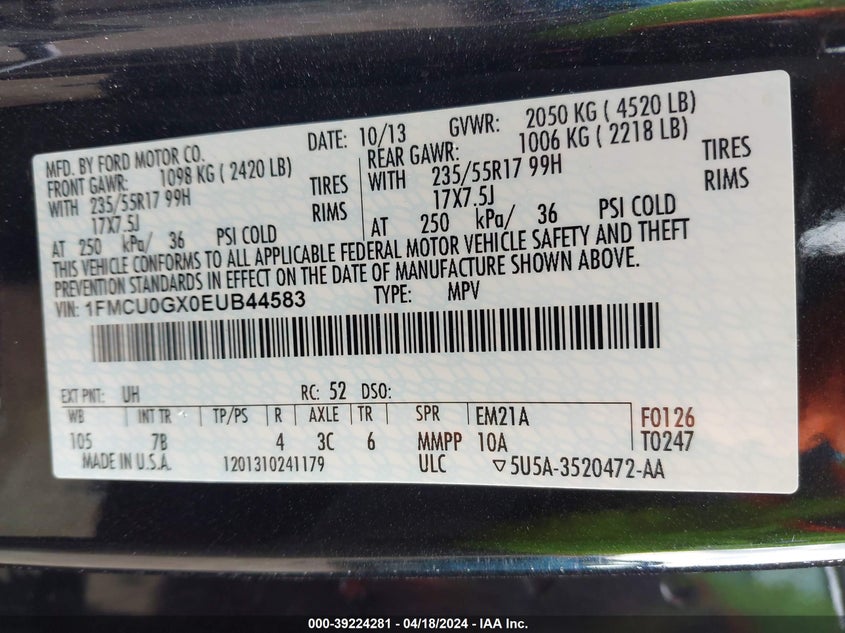 MFD. BY FORD MOTOR CO. DATE: 10/13 GVWR: 2050 KG ( 4520 LB)
FRONT GAWR: 1098 KG ( 2420 LB) REAR GAWR: 1006 KG ( 2218 LB)
WITH 235/55R17 99H TIRES WITH 235/55R17 99H TIRES
17X7.5J RIMS 17X7.5J RIMS
AT 250 kPa/ 36 PSI COLD AT 250 kPa/ 36 PSI COLD
THIS VEHICLE CONFORMS TO ALL APPLICABLE FEDERAL MOTOR VEHICLE SAFETY AND THEFT
PREVENTION STANDARDS IN EFFECT ON THE DATE OF MANUFACTURE SHOWN ABOVE.
VIN: 1FMCU0GX0EUB44583 TYPE: MPV
EXT PNT: UH RC: 52 DSO:
WB INT TR TP/PS R AXLE TR SPR EM21A F0126
105 7B 4 3C 6 MMPP 10A T0247
MADE IN U.S.A. 1201310241179 ULC ▽5U5A-3520472-AA
000-39224281 - 04/18/2024 - IAA Inc.